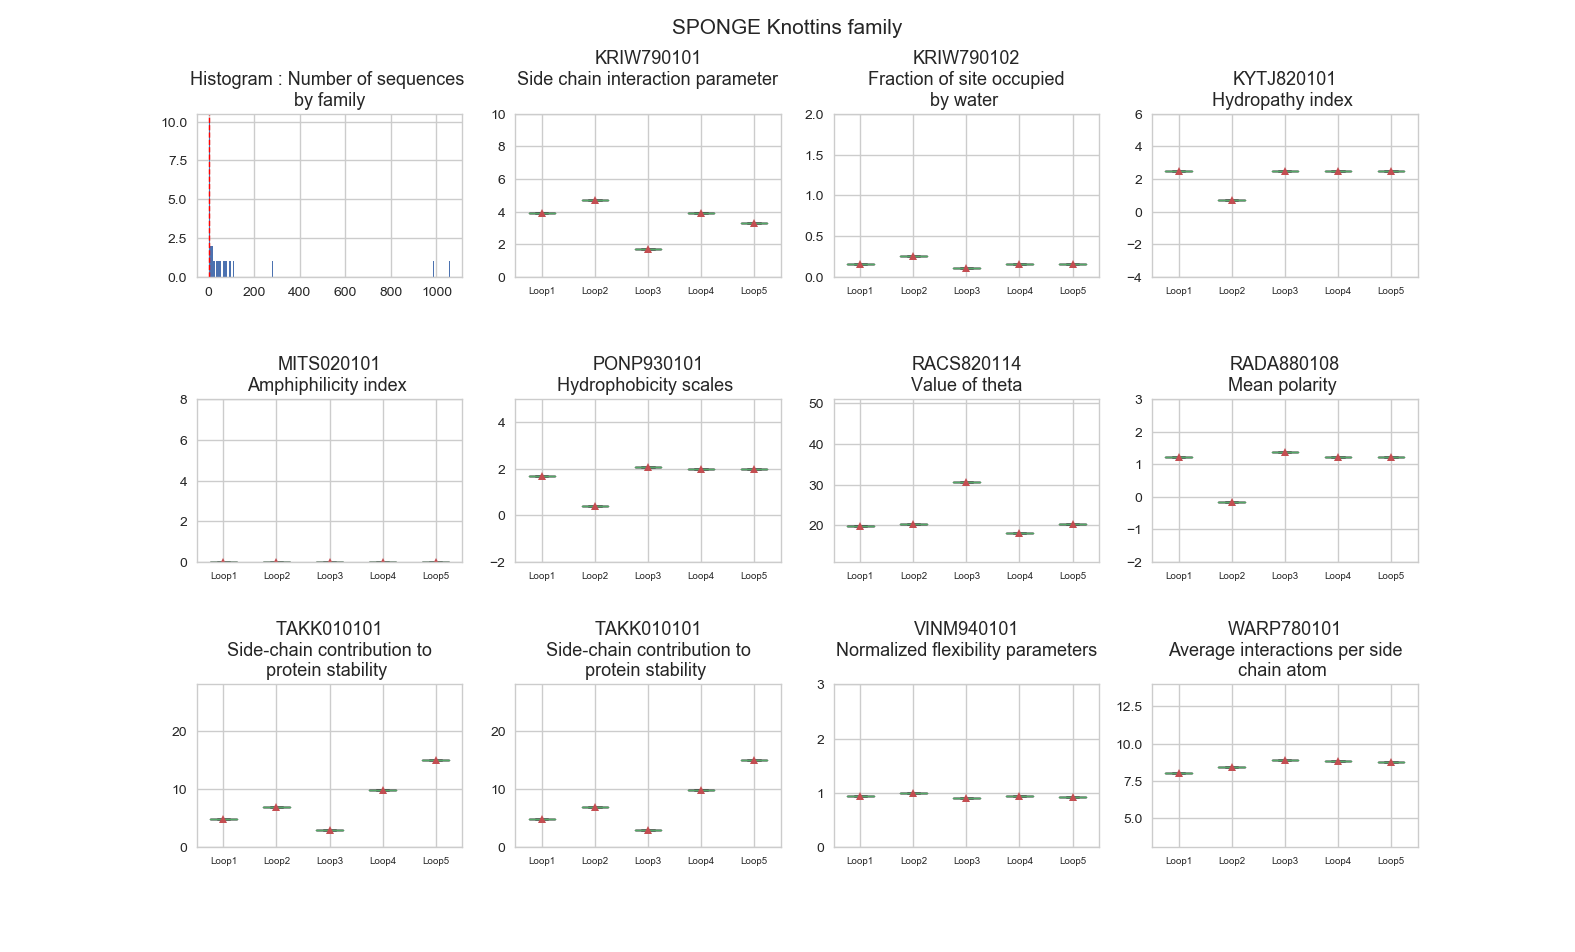 SPONGE Knottins family
Histogram : Number of sequences
by family
10.0
7.5
5.0
2.5
0.0
0 200 400 600 800 1000
KRIW790101
Side chain interaction parameter
10
8
6
4
2
0
Loop1 Loop2 Loop3 Loop4 Loop5
KRIW790102
Fraction of site occupied
by water
2.0
1.5
1.0
0.5
0.0
Loop1 Loop2 Loop3 Loop4 Loop5
KYTJ820101
Hydropathy index
6
4
2
0
−2
−4
Loop1 Loop2 Loop3 Loop4 Loop5
MITS020101
Amphiphilicity index
8
6
4
2
0
Loop1 Loop2 Loop3 Loop4 Loop5
PONP930101
Hydrophobicity scales
4
2
0
−2
Loop1 Loop2 Loop3 Loop4 Loop5
RACS820114
Value of theta
50
40
30
20
Loop1 Loop2 Loop3 Loop4 Loop5
RADA880108
Mean polarity
3
2
1
0
−1
−2
Loop1 Loop2 Loop3 Loop4 Loop5
TAKK010101
Side-chain contribution to
protein stability
20
10
0
Loop1 Loop2 Loop3 Loop4 Loop5
TAKK010101
Side-chain contribution to
protein stability
20
10
0
Loop1 Loop2 Loop3 Loop4 Loop5
VINM940101
Normalized flexibility parameters
3
2
1
0
Loop1 Loop2 Loop3 Loop4 Loop5
WARP780101
Average interactions per side
chain atom
12.5
10.0
7.5
5.0
Loop1 Loop2 Loop3 Loop4 Loop5